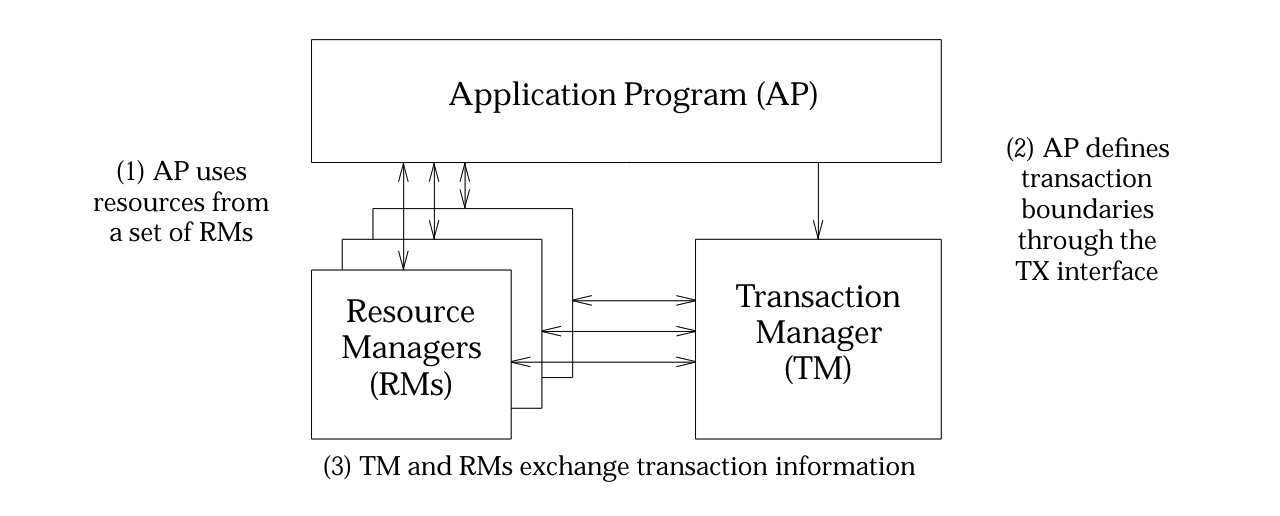 Application Program (AP)
(1) AP uses
resources from
a set of RMs
(2) AP defines
transaction
boundaries
through the
TX interface
Resource
Managers
(RMs)
Transaction
Manager
(TM)
(3) TM and RMs exchange transaction information